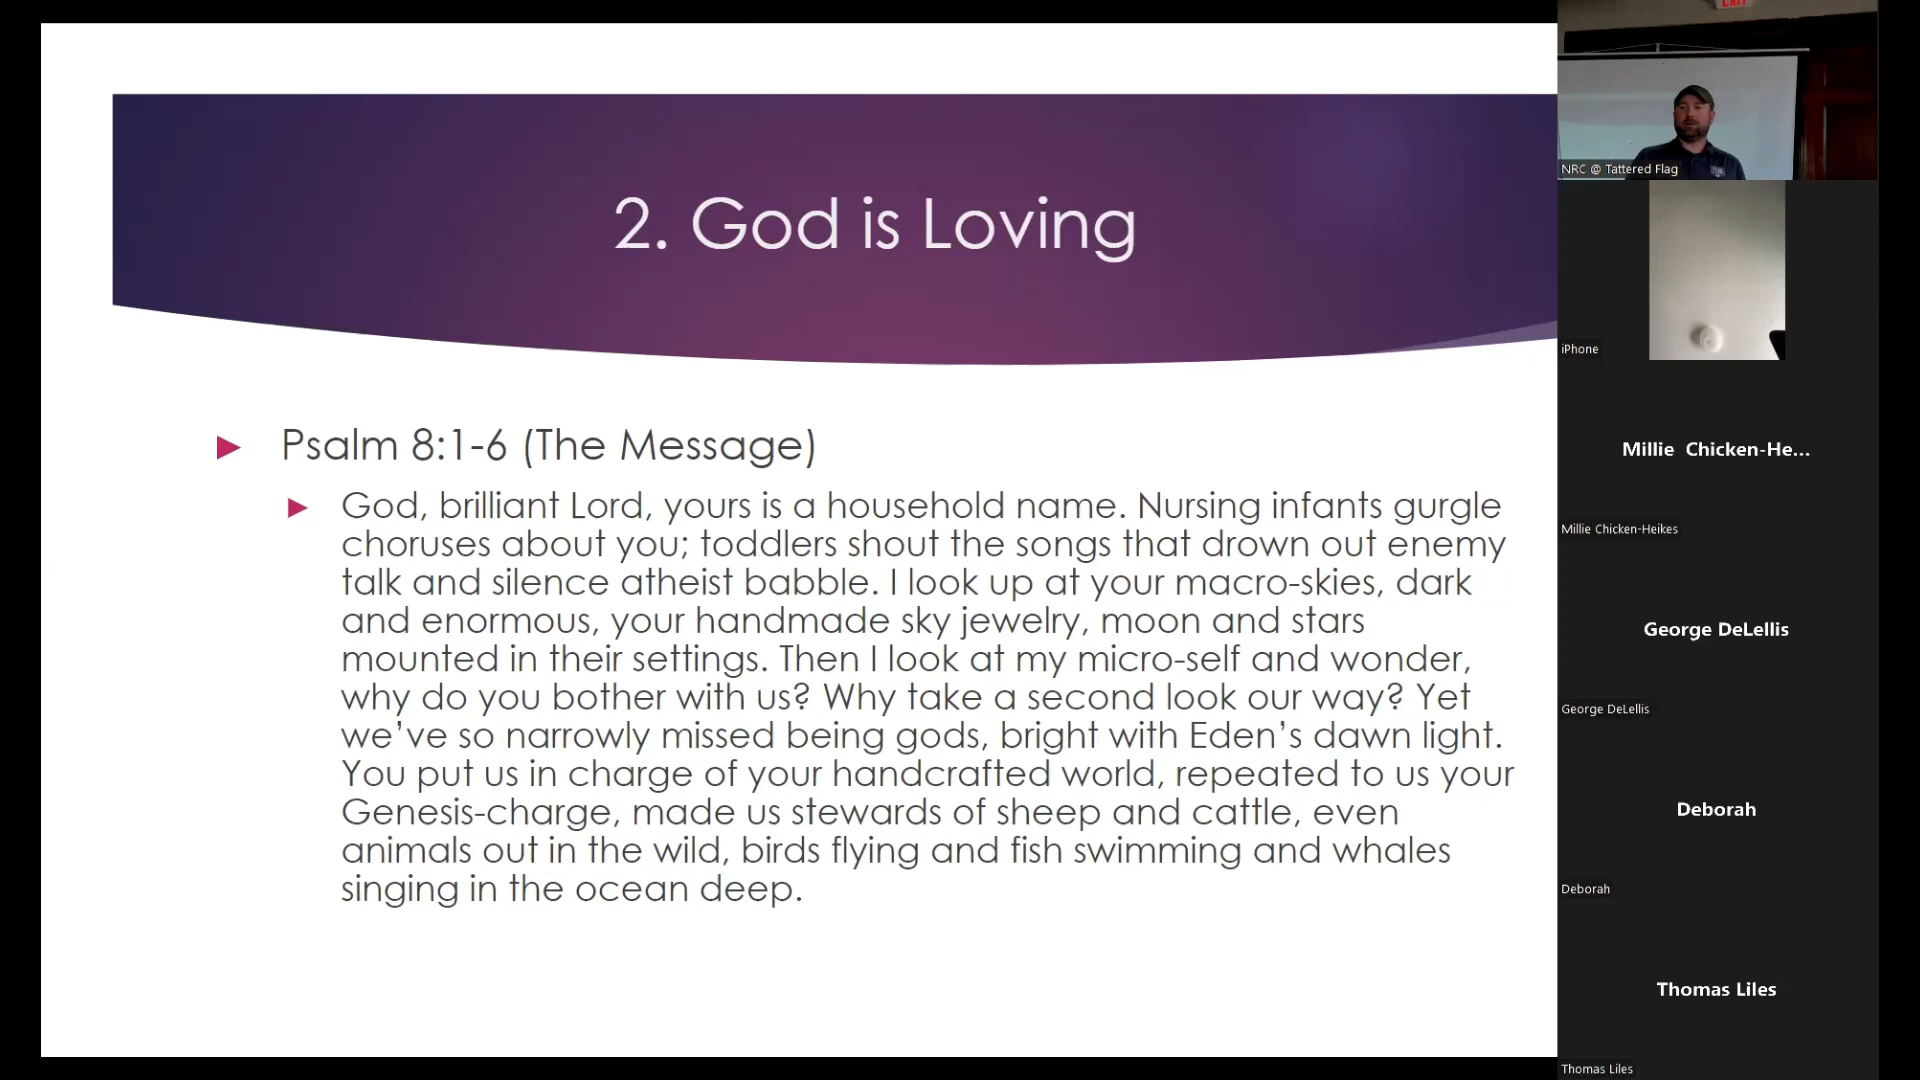 2. God is Loving
Psalm 8:1-6 (The Message)
God, brilliant Lord, yours is a household name. Nursing infants gurgle
choruses about you; toddlers shout the songs that drown out enemy
talk and silence atheist babble. I look up at your macro-skies, dark
and enormous, your handmade sky jewelry, moon and stars
mounted in their settings. Then I look at my micro-self and wonder,
why do you bother with us? Why take a second look our way? Yet
we’ve so narrowly missed being gods, bright with Eden’s dawn light.
You put us in charge of your handcrafted world, repeated to us your
Genesis-charge, made us stewards of sheep and cattle, even
animals out in the wild, birds flying and fish swimming and whales
singing in the ocean deep.
EXIT
NRC @ Tattered Flag
iPhone
Millie Chicken-He...
Millie Chicken-Heikes
George DeLellis
George DeLellis
Deborah
Deborah
Thomas Liles
Thomas Liles